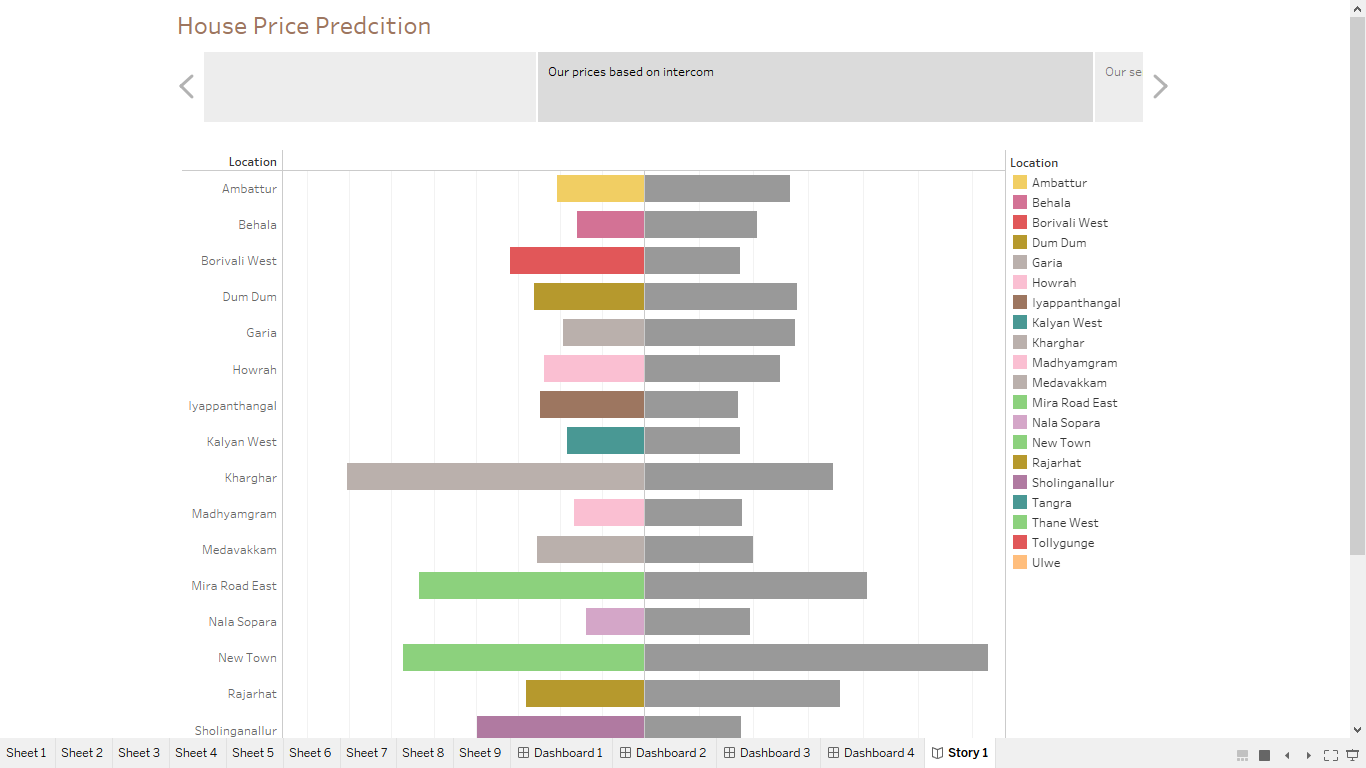 House Price Predcition
Our prices based on intercom
Our se
Location
Ambattur
Behala
Borivali West
Dum Dum
Garia
Howrah
Iyappanthangal
Kalyan West
Kharghar
Madhyamgram
Medavakkam
Mira Road East
Nala Sopara
New Town
Rajarhat
Sholinganallur
Location
Ambattur
Behala
Borivali West
Dum Dum
Garia
Howrah
Iyappanthangal
Kalyan West
Kharghar
Madhyamgram
Medavakkam
Mira Road East
Nala Sopara
New Town
Rajarhat
Sholinganallur
Tangra
Thane West
Tollygunge
Ulwe
Sheet 1 Sheet 2 Sheet 3 Sheet 4 Sheet 5 Sheet 6 Sheet 7 Sheet 8 Sheet 9 Dashboard 1 Dashboard 2 Dashboard 3 Dashboard 4 Story 1